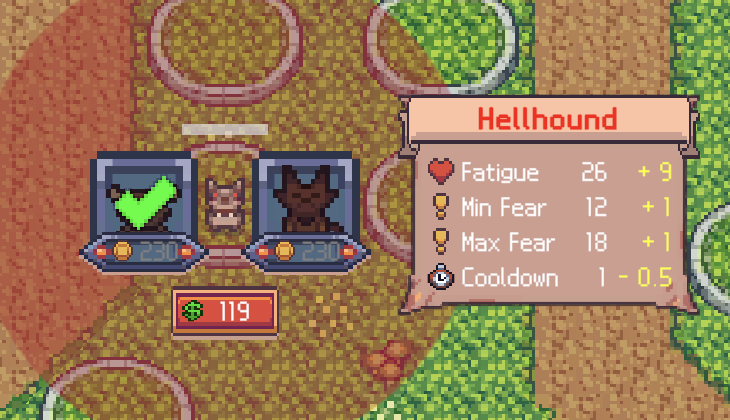 Hellhound
Fatigue 26 + 9
Min Fear 12 + 1
Max Fear 18 + 1
Cooldown 1 - 0.5
230 230
119